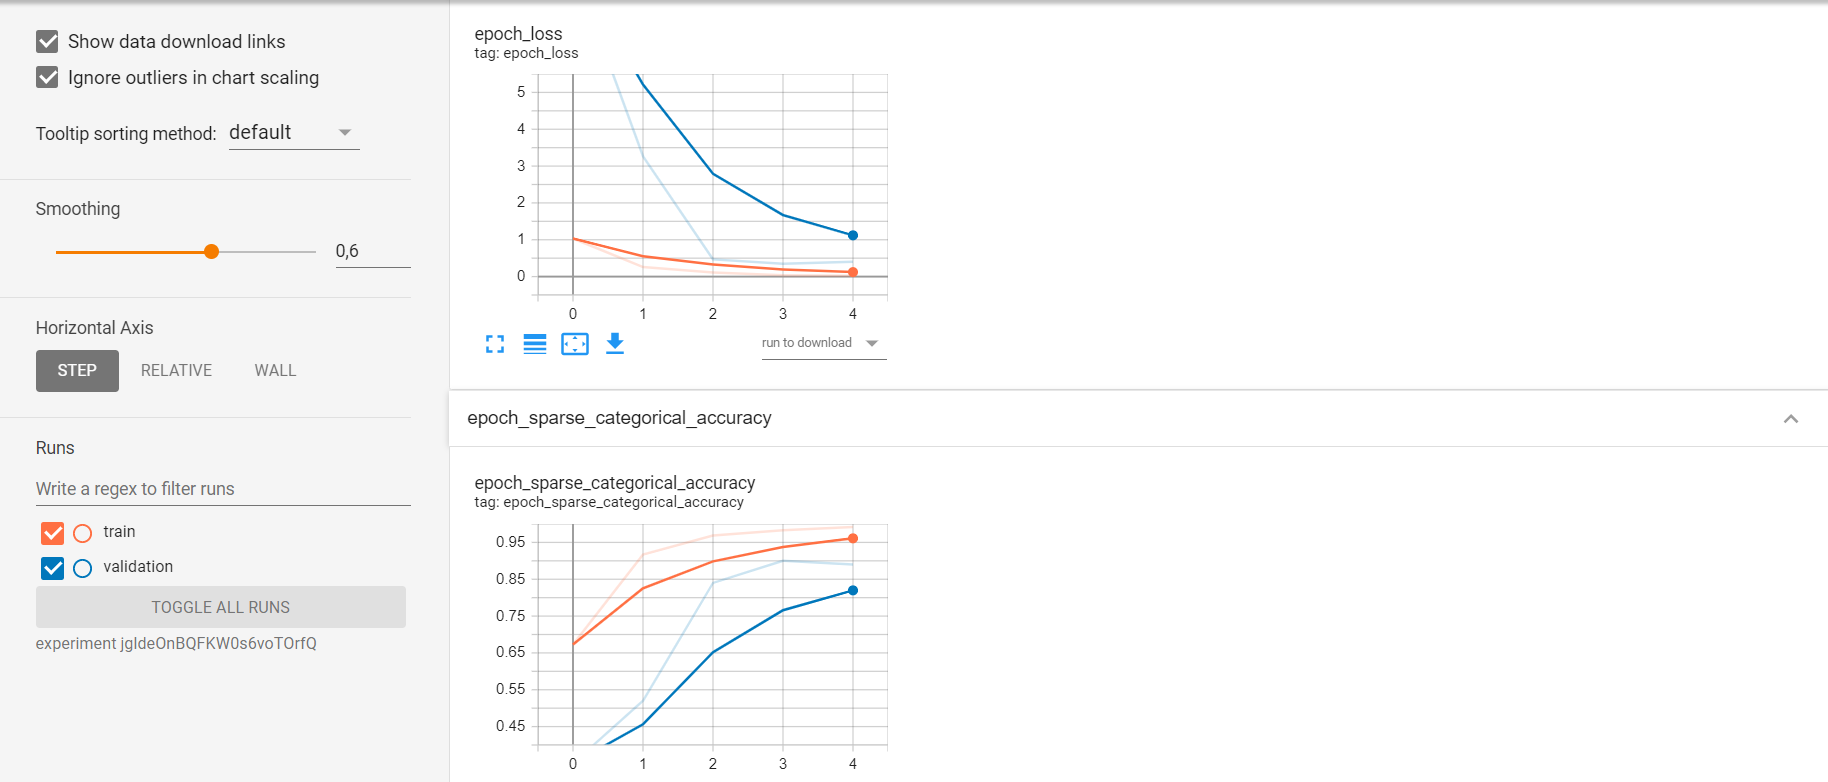 Show data download links
Ignore outliers in chart scaling
Tooltip sorting method: default
Smoothing
0,6
Horizontal Axis
STEP RELATIVE WALL
Runs
Write a regex to filter runs
train
validation
TOGGLE ALL RUNS
experiment jgIdeOnBQFKW0s6voTOrfQ
epoch_loss
tag: epoch_loss
5
4
3
2
1
0
0 1 2 3 4
run to download
epoch_sparse_categorical_accuracy
epoch_sparse_categorical_accuracy
tag: epoch_sparse_categorical_accuracy
0.95
0.85
0.75
0.65
0.55
0.45
0 1 2 3 4